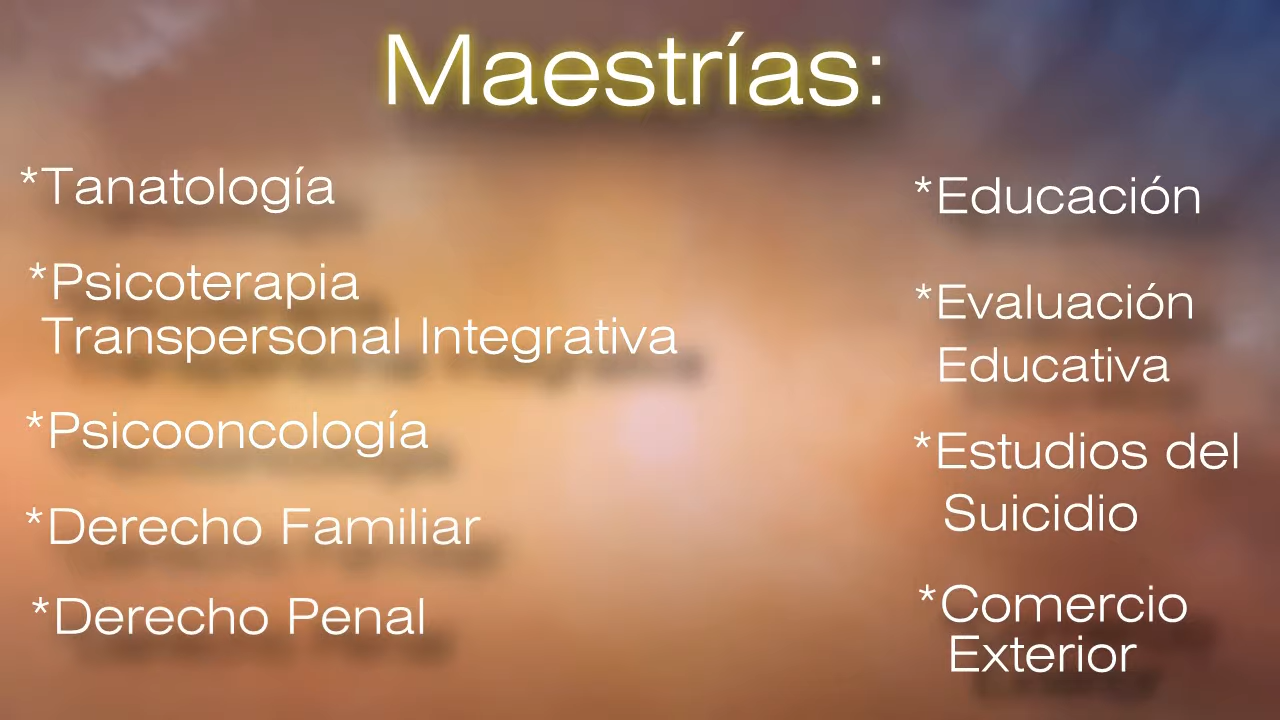 Maestrías:
*Tanatología
*Psicoterapia
Transpersonal Integrativa
*Psicooncología
*Derecho Familiar
*Derecho Penal
*Educación
*Evaluación
Educativa
*Estudios del
Suicidio
*Comercio
Exterior